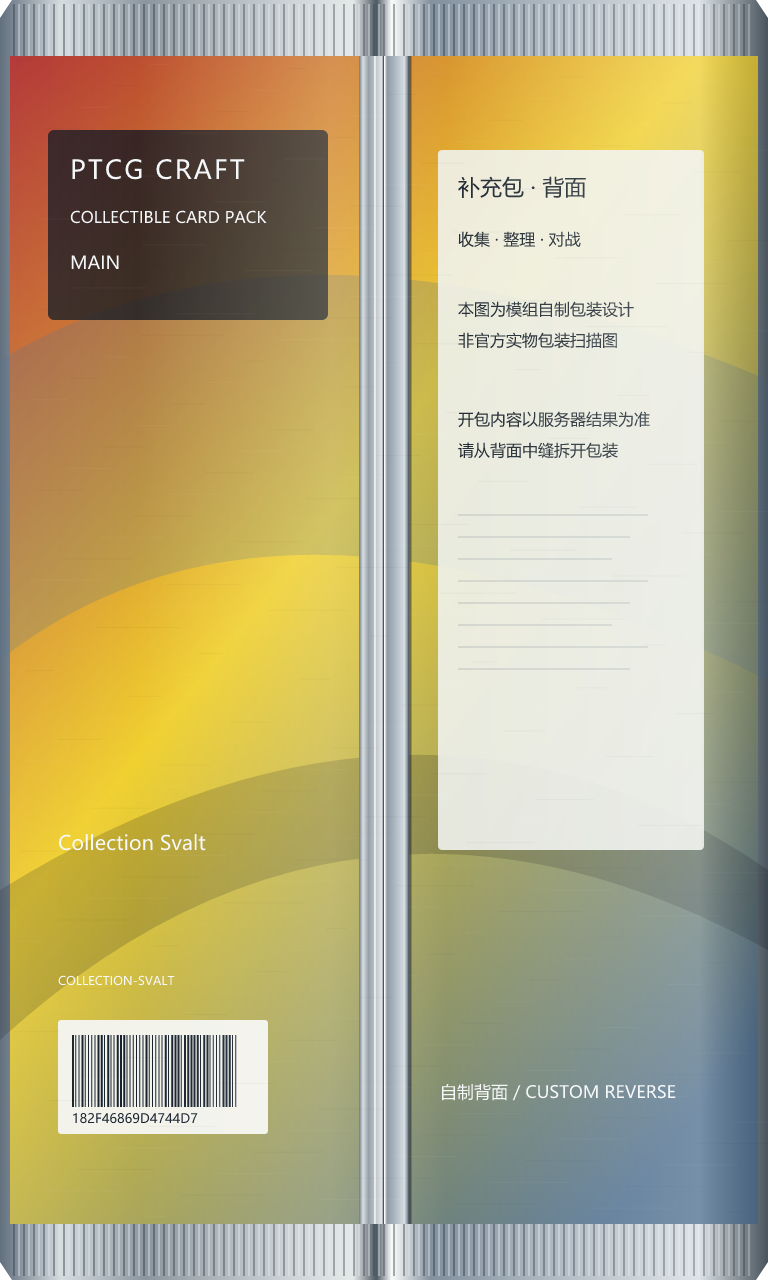 PTCG CRAFT
COLLECTIBLE CARD PACK
MAIN
Collection Svalt
COLLECTION-SVALT
182F46869D4744D7
补充包 · 背面
收集 · 整理 · 对战
本图为模组自制包装设计
非官方实物包装扫描图
开包内容以服务器结果为准
请从背面中缝拆开包装
自制背面 / CUSTOM REVERSE